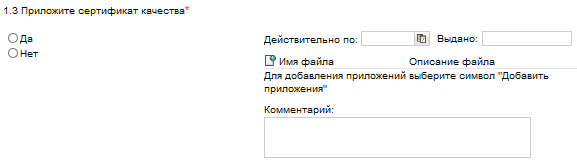 1.3 Приложите сертификат качества*
Да
Нет
Действительно по: Выдано:
Имя файла Описание файла
Для добавления приложений выберите символ "Добавить
приложения"
Комментарий: